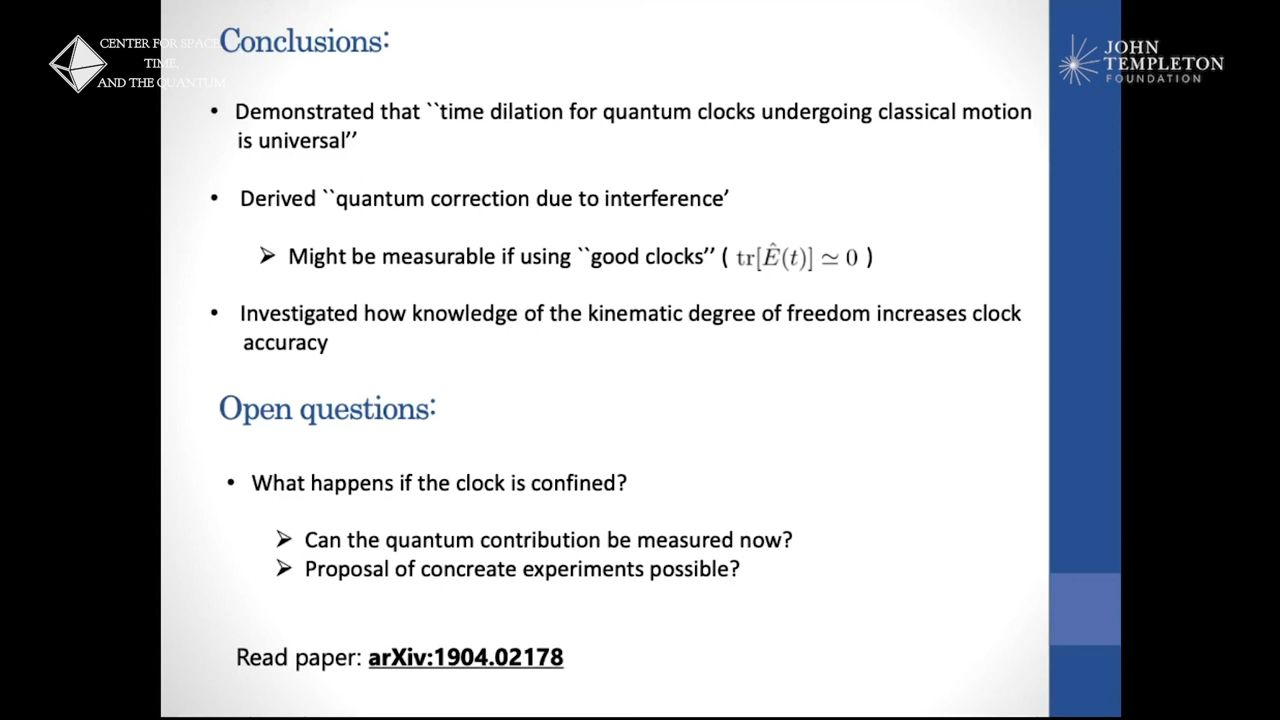 CENTER FOR SPACE
TIME,
AND THE QUANTUM
JOHN
TEMPLETON
FOUNDATION
Conclusions:
• Demonstrated that ``time dilation for quantum clocks undergoing classical motion
is universal’’
• Derived ``quantum correction due to interference’
➢ Might be measurable if using ``good clocks’’ ( tr[Ê(t)] ≃ 0 )
• Investigated how knowledge of the kinematic degree of freedom increases clock
accuracy
Open questions:
• What happens if the clock is confined?
➢ Can the quantum contribution be measured now?
➢ Proposal of concreate experiments possible?
Read paper: arXiv:1904.02178